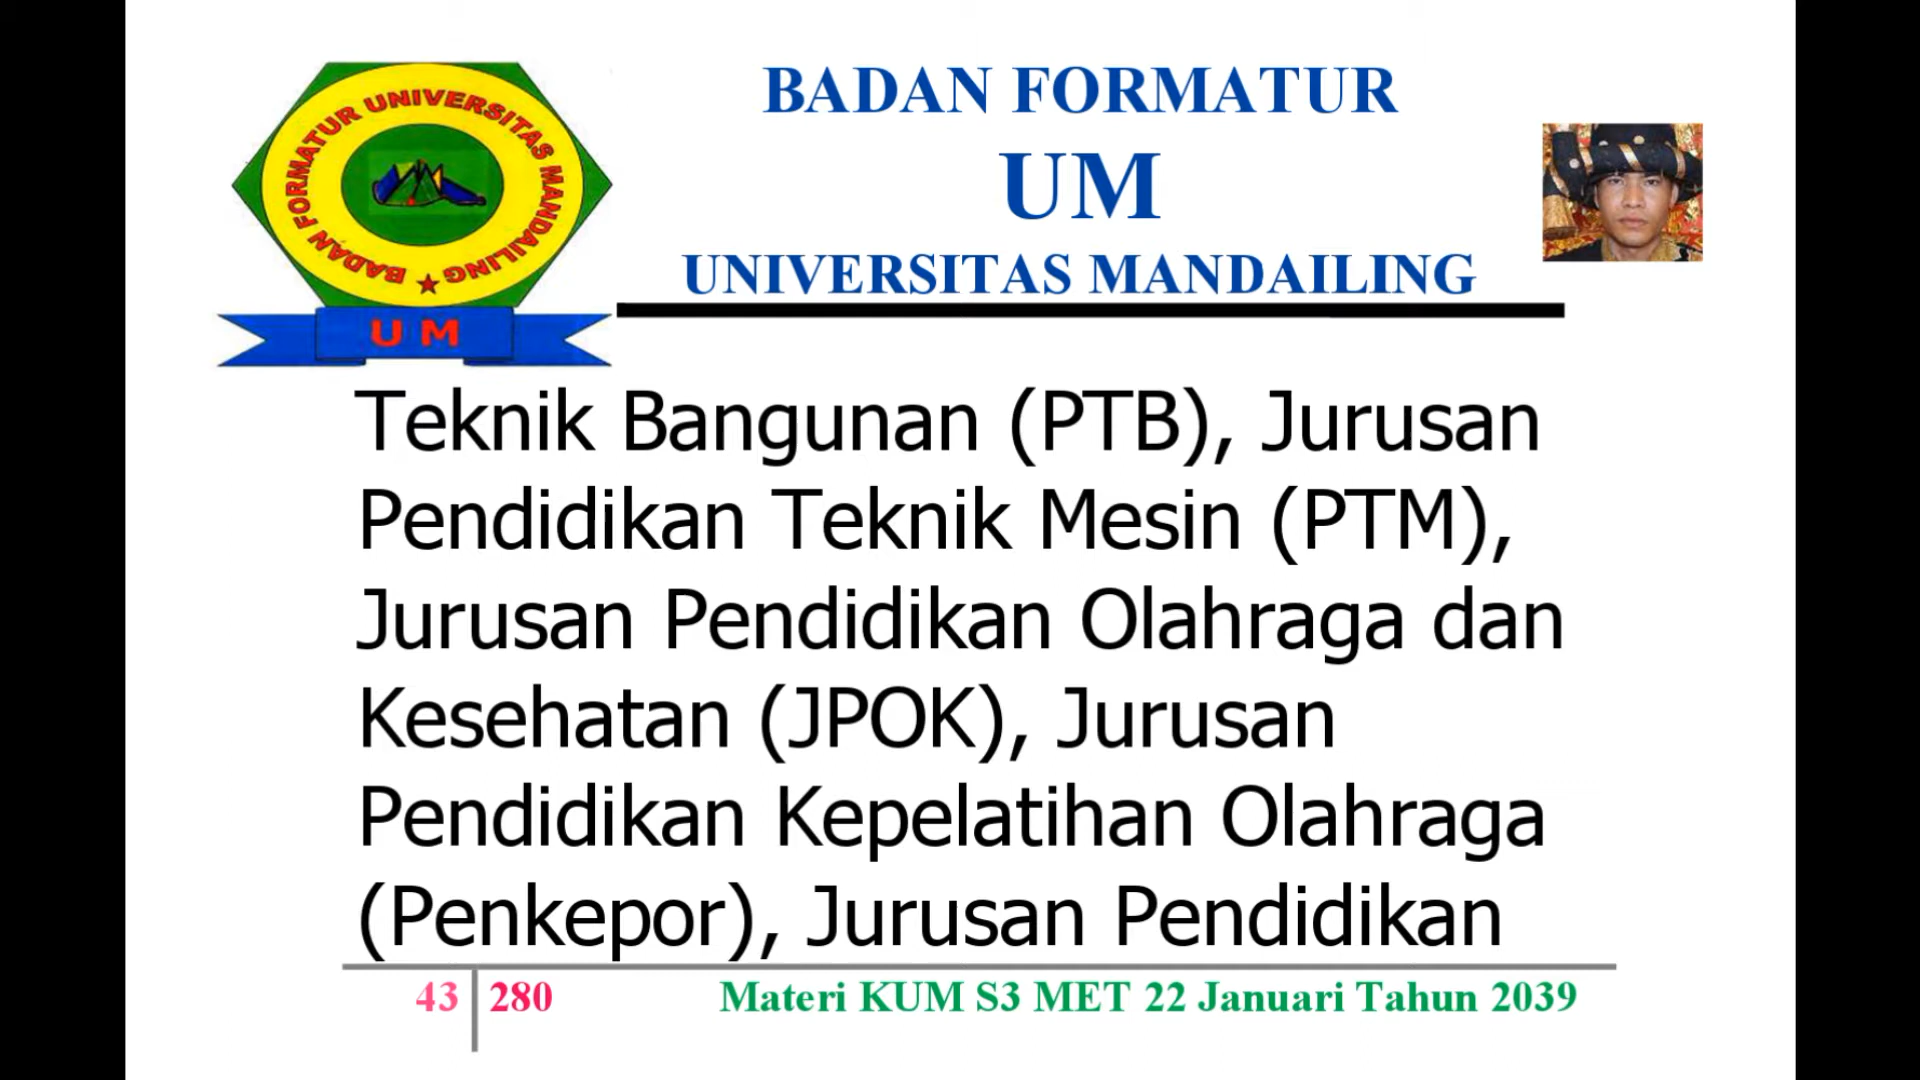 BADAN FORMATUR UNIVERSITAS MANDAILING
U M
BADAN FORMATUR
UM
UNIVERSITAS MANDAILING
Teknik Bangunan (PTB), Jurusan
Pendidikan Teknik Mesin (PTM),
Jurusan Pendidikan Olahraga dan
Kesehatan (JPOK), Jurusan
Pendidikan Kepelatihan Olahraga
(Penkepor), Jurusan Pendidikan
43 280 Materi KUM S3 MET 22 Januari Tahun 2039